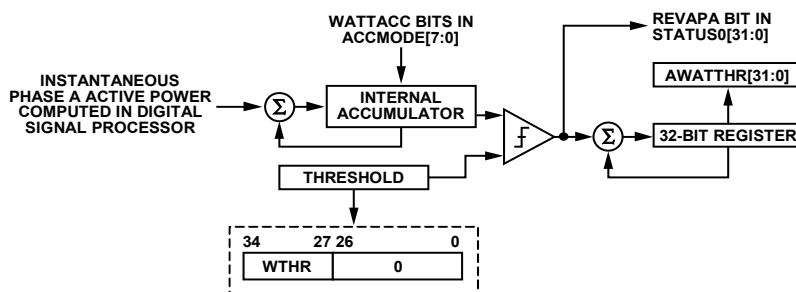 WATTACC BITS IN
ACCMODE[7:0]
REVAPA BIT IN
STATUS0[31:0]
INSTANTANEOUS
PHASE A ACTIVE POWER
COMPUTED IN DIGITAL
SIGNAL PROCESSOR
Σ
INTERNAL
ACCUMULATOR
AWATTHR[31:0]
Σ
32-BIT REGISTER
THRESHOLD
34 27 26 0
WTHR 0